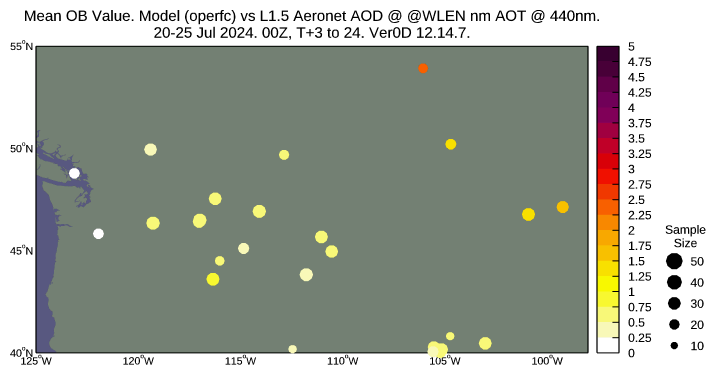 Mean OB Value. Model (operfc) vs L1.5 Aeronet AOD @ @WLEN nm AOT @ 440nm.
20-25 Jul 2024. 00Z, T+3 to 24. Ver0D 12.14.7.
55°N
50°N
45°N
40°N
125°W 120°W 115°W 110°W 105°W 100°W
5
4.75
4.5
4.25
4
3.75
3.5
3.25
3
2.75
2.5
2.25
2
1.75
1.5
1.25
1
0.75
0.5
0.25
0
Sample
Size
50
40
30
20
10